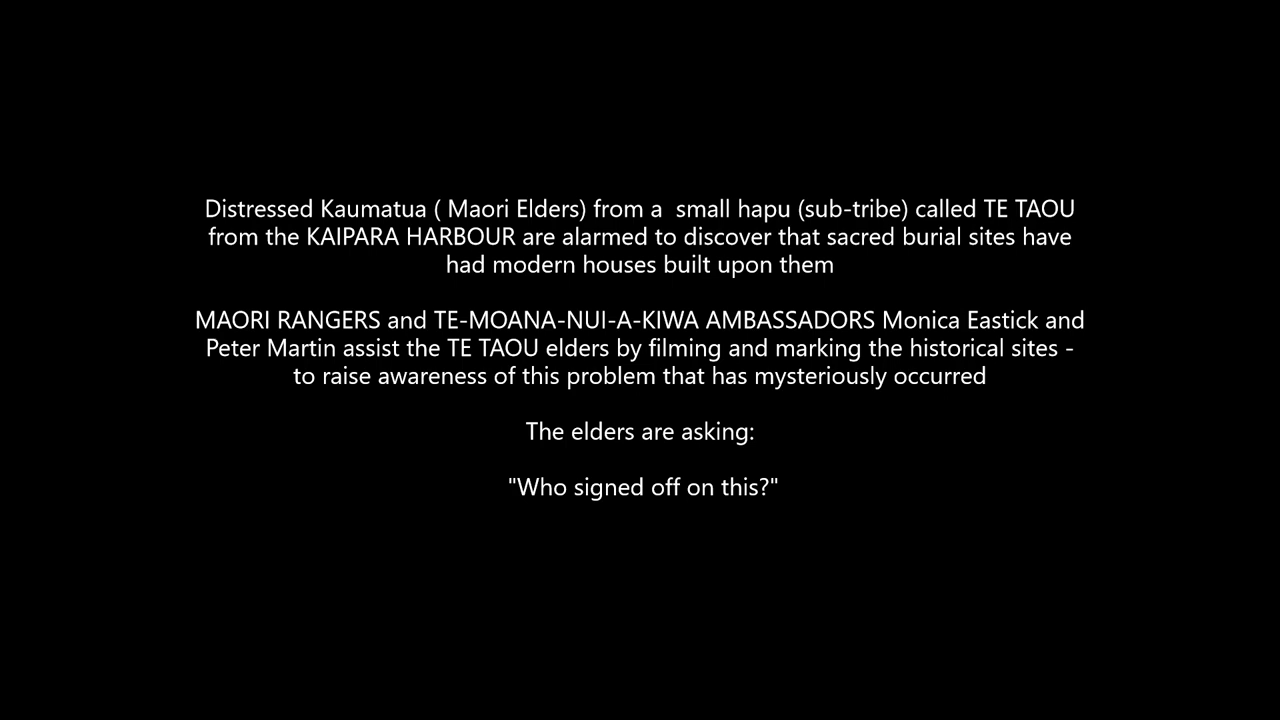 Distressed Kaumatua ( Maori Elders) from a  small hapu (sub-tribe) called TE TAOU
from the KAIPARA HARBOUR are alarmed to discover that sacred burial sites have
had modern houses built upon them
MAORI RANGERS and TE-MOANA-NUI-A-KIWA AMBASSADORS Monica Eastick and
Peter Martin assist the TE TAOU elders by filming and marking the historical sites -
to raise awareness of this problem that has mysteriously occurred
The elders are asking:
"Who signed off on this?"